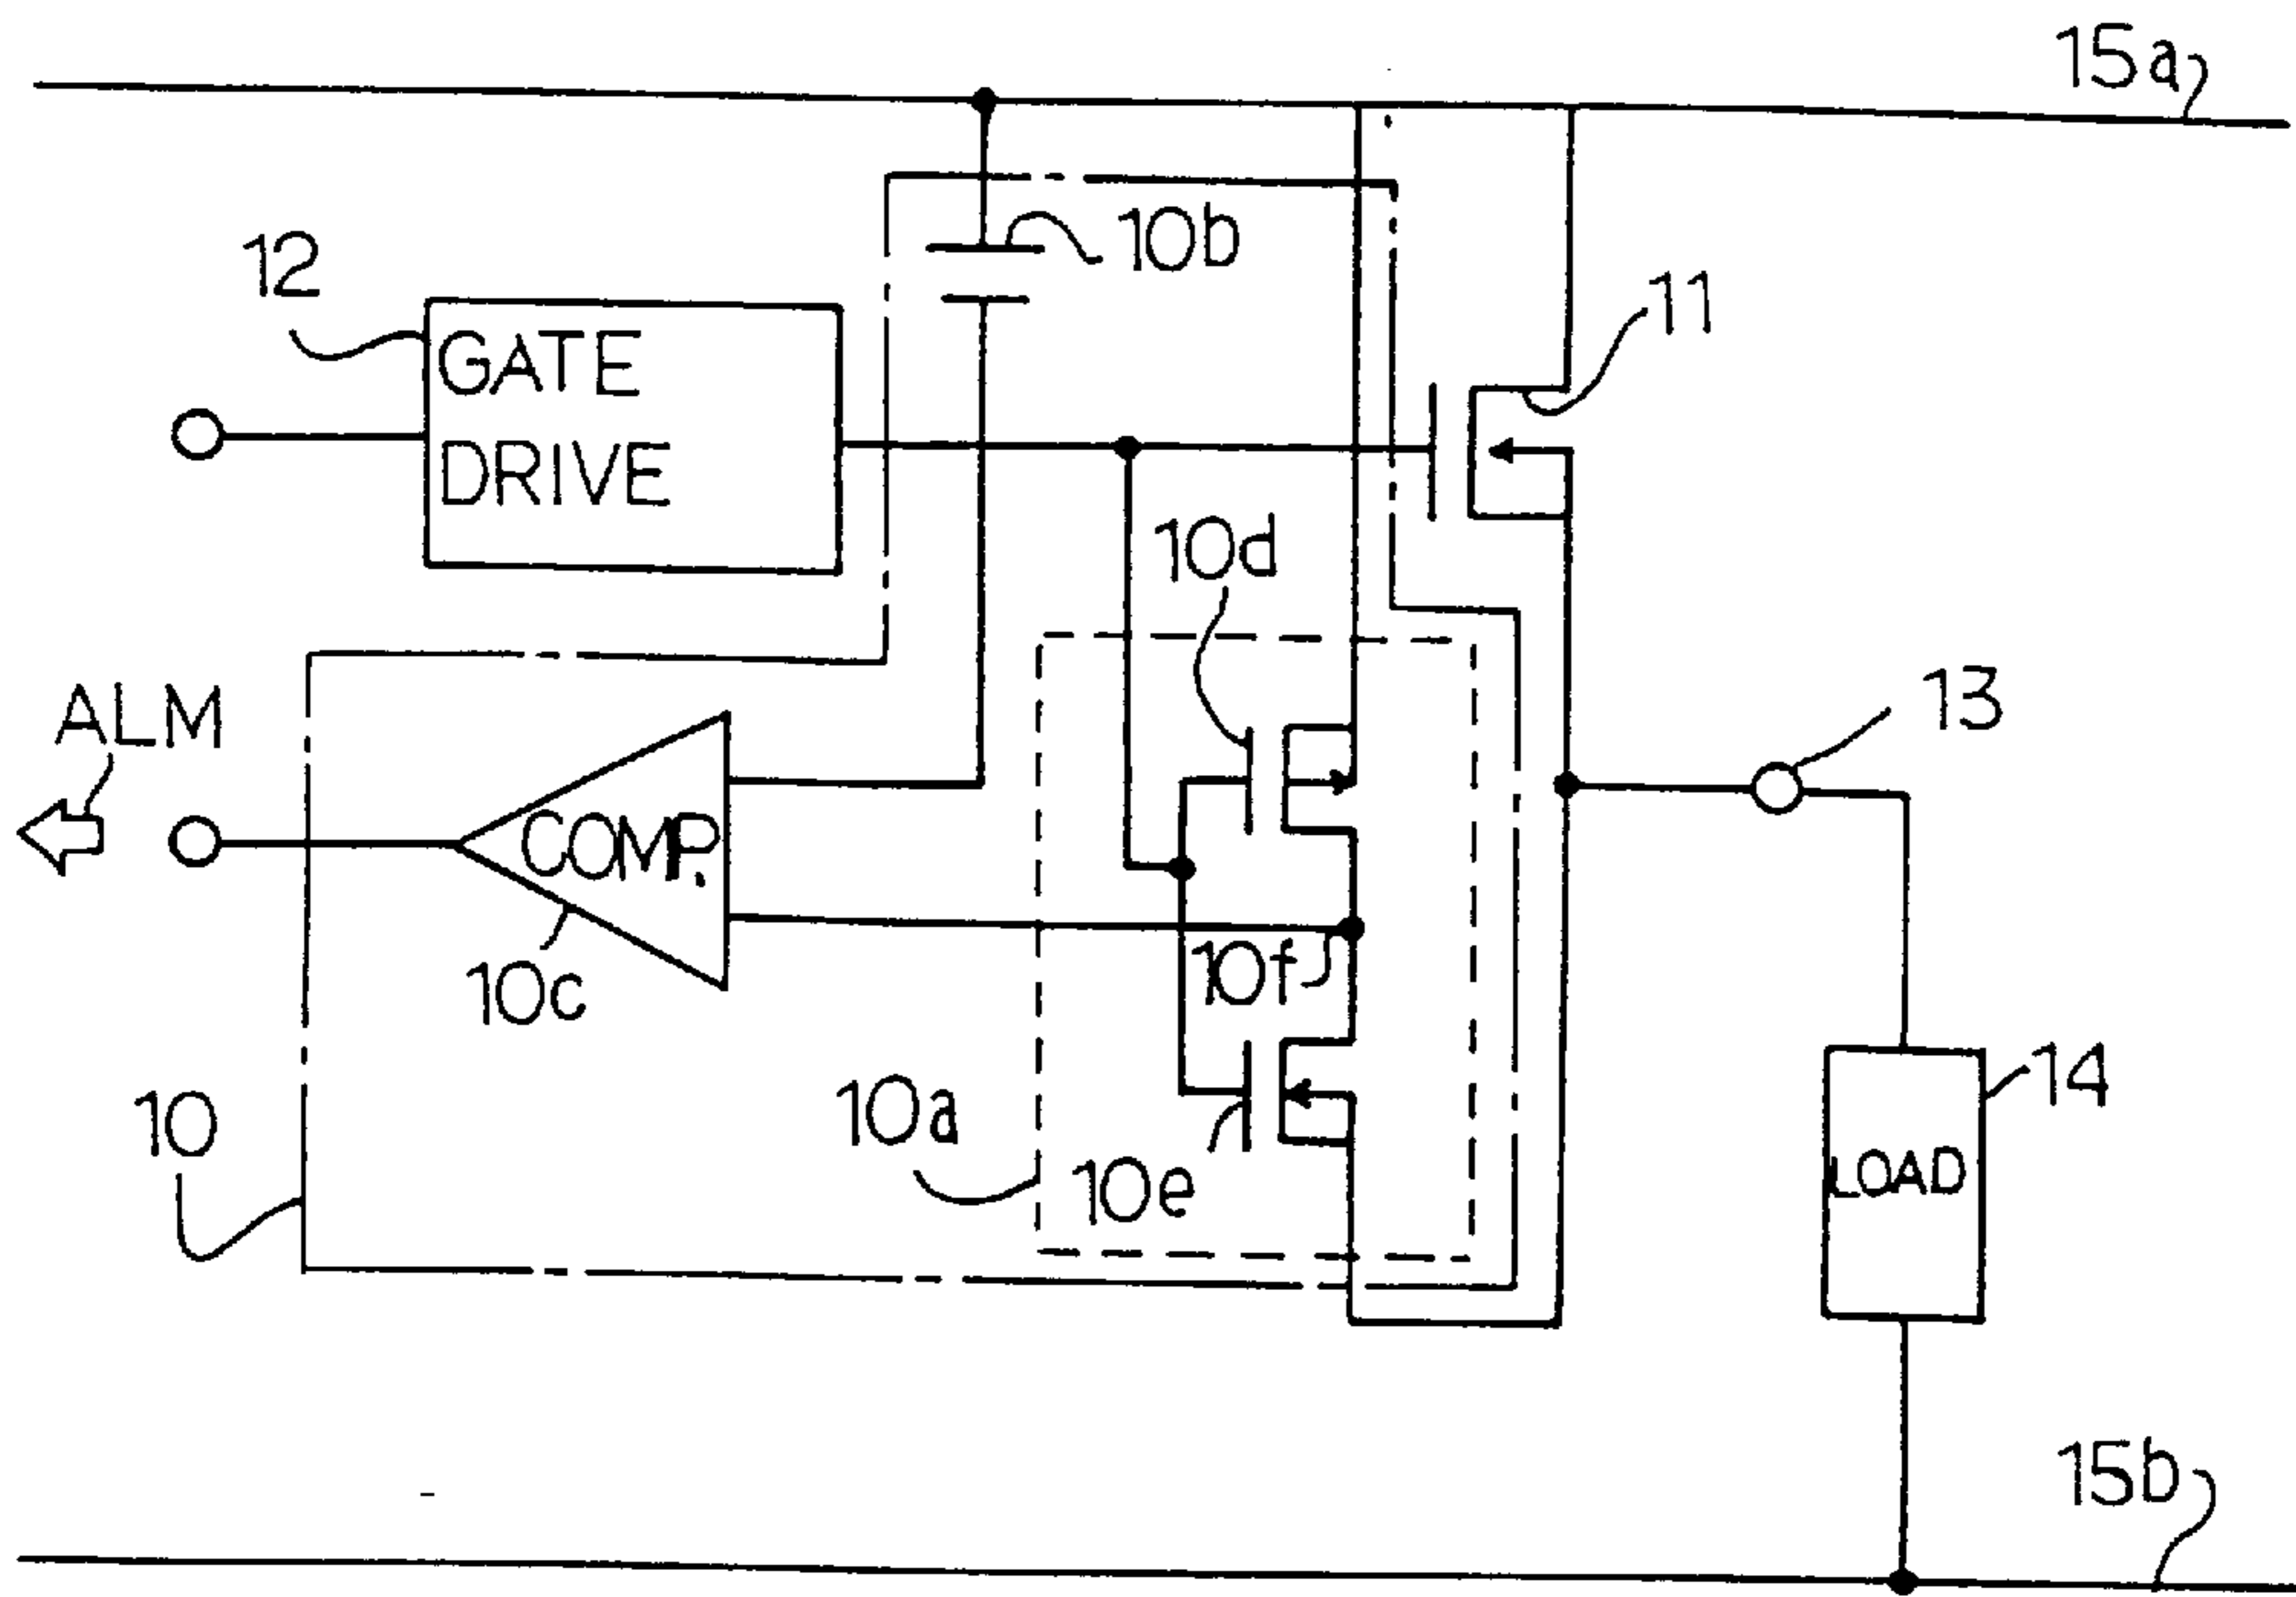 15a
10b
12
11
GATE
DRIVE
10d
ALM
13
COMP.
10f
10c
14
10
10a
10e
LOAD
15b